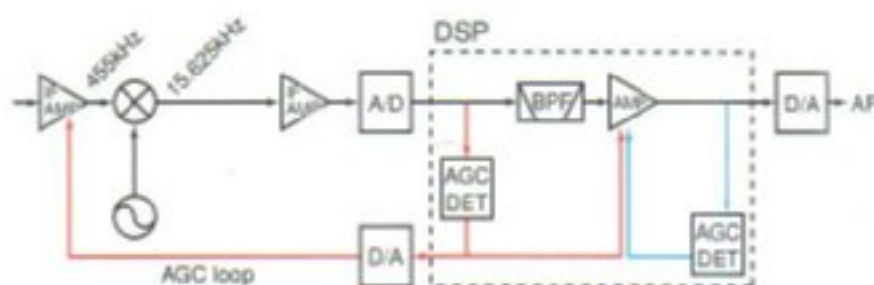 DSP
455kHz
15.625kHz
IF
AMP
IF
AMP
A/D
BPF
AMP
D/A
AF
AGC
DET
AGC
DET
D/A
AGC loop